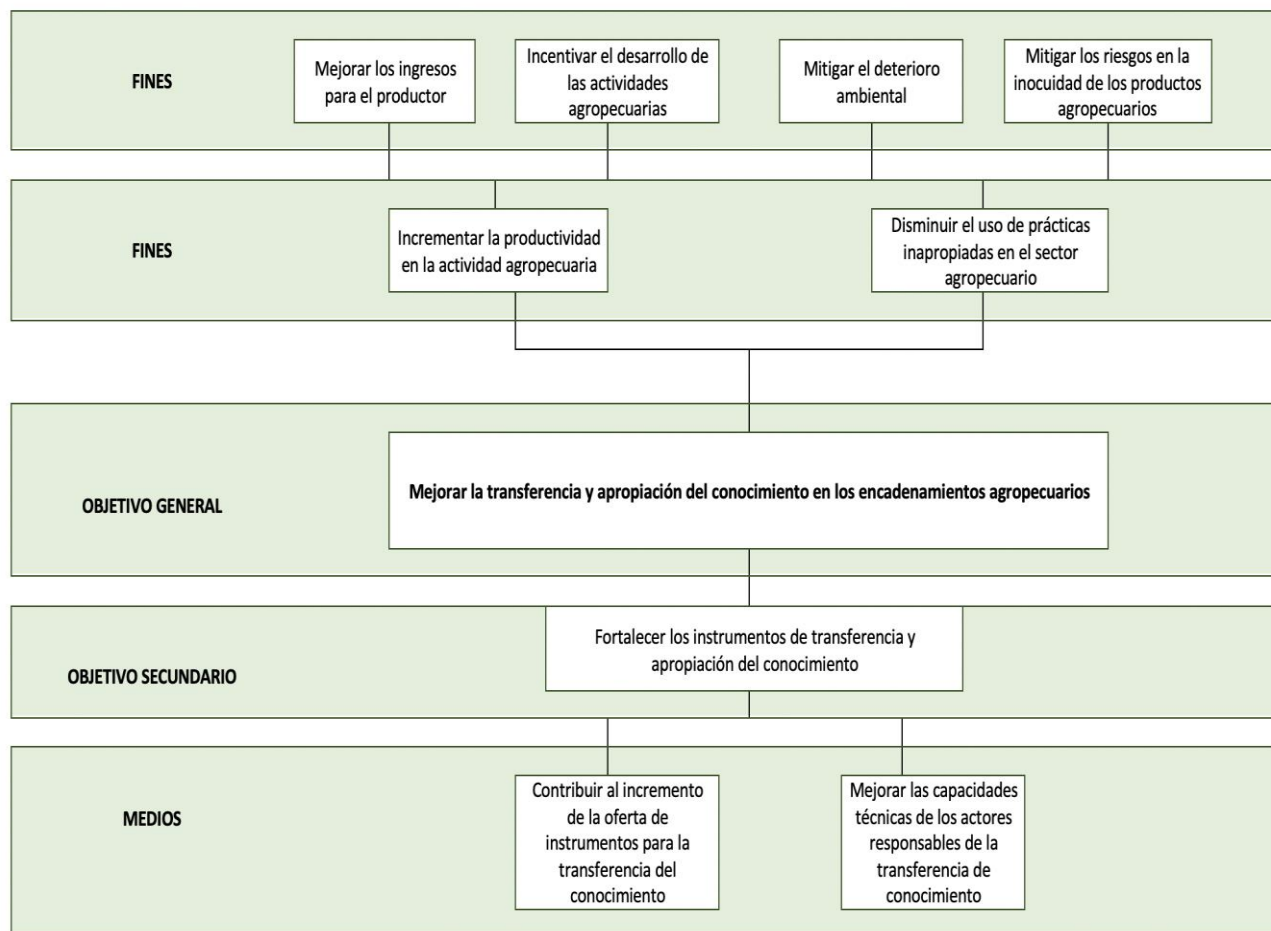 FINES
Mejorar los ingresos
para el productor
Incentivar el desarrollo de
las actividades
agropecuarias
Mitigar el deterioro
ambiental
Mitigar los riesgos en la
inocuidad de los productos
agropecuarios
FINES
Incrementar la productividad
en la actividad agropecuaria
Disminuir el uso de prácticas
inapropiadas en el sector
agropecuario
OBJETIVO GENERAL
Mejorar la transferencia y apropiación del conocimiento en los encadenamientos agropecuarios
OBJETIVO SECUNDARIO
Fortalecer los instrumentos de transferencia y
apropiación del conocimiento
MEDIOS
Contribuir al incremento
de la oferta de
instrumentos para la
transferencia del
conocimiento
Mejorar las capacidades
técnicas de los actores
responsables de la
transferencia de
conocimiento